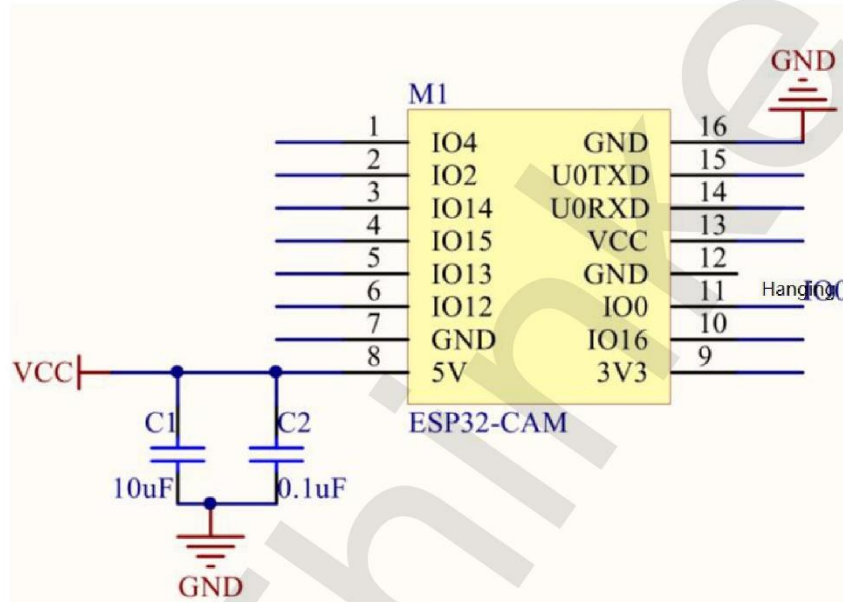 GND
M1
1 IO4 GND 16
2 IO2 U0TXD 15
3 IO14 U0RXD 14
4 IO15 VCC 13
5 IO13 GND 12
6 IO12 IO0 11 Hanging IO0
7 GND IO16 10
VCC 8 5V 3V3 9
C1 C2 ESP32-CAM
10uF 0.1uF
GND